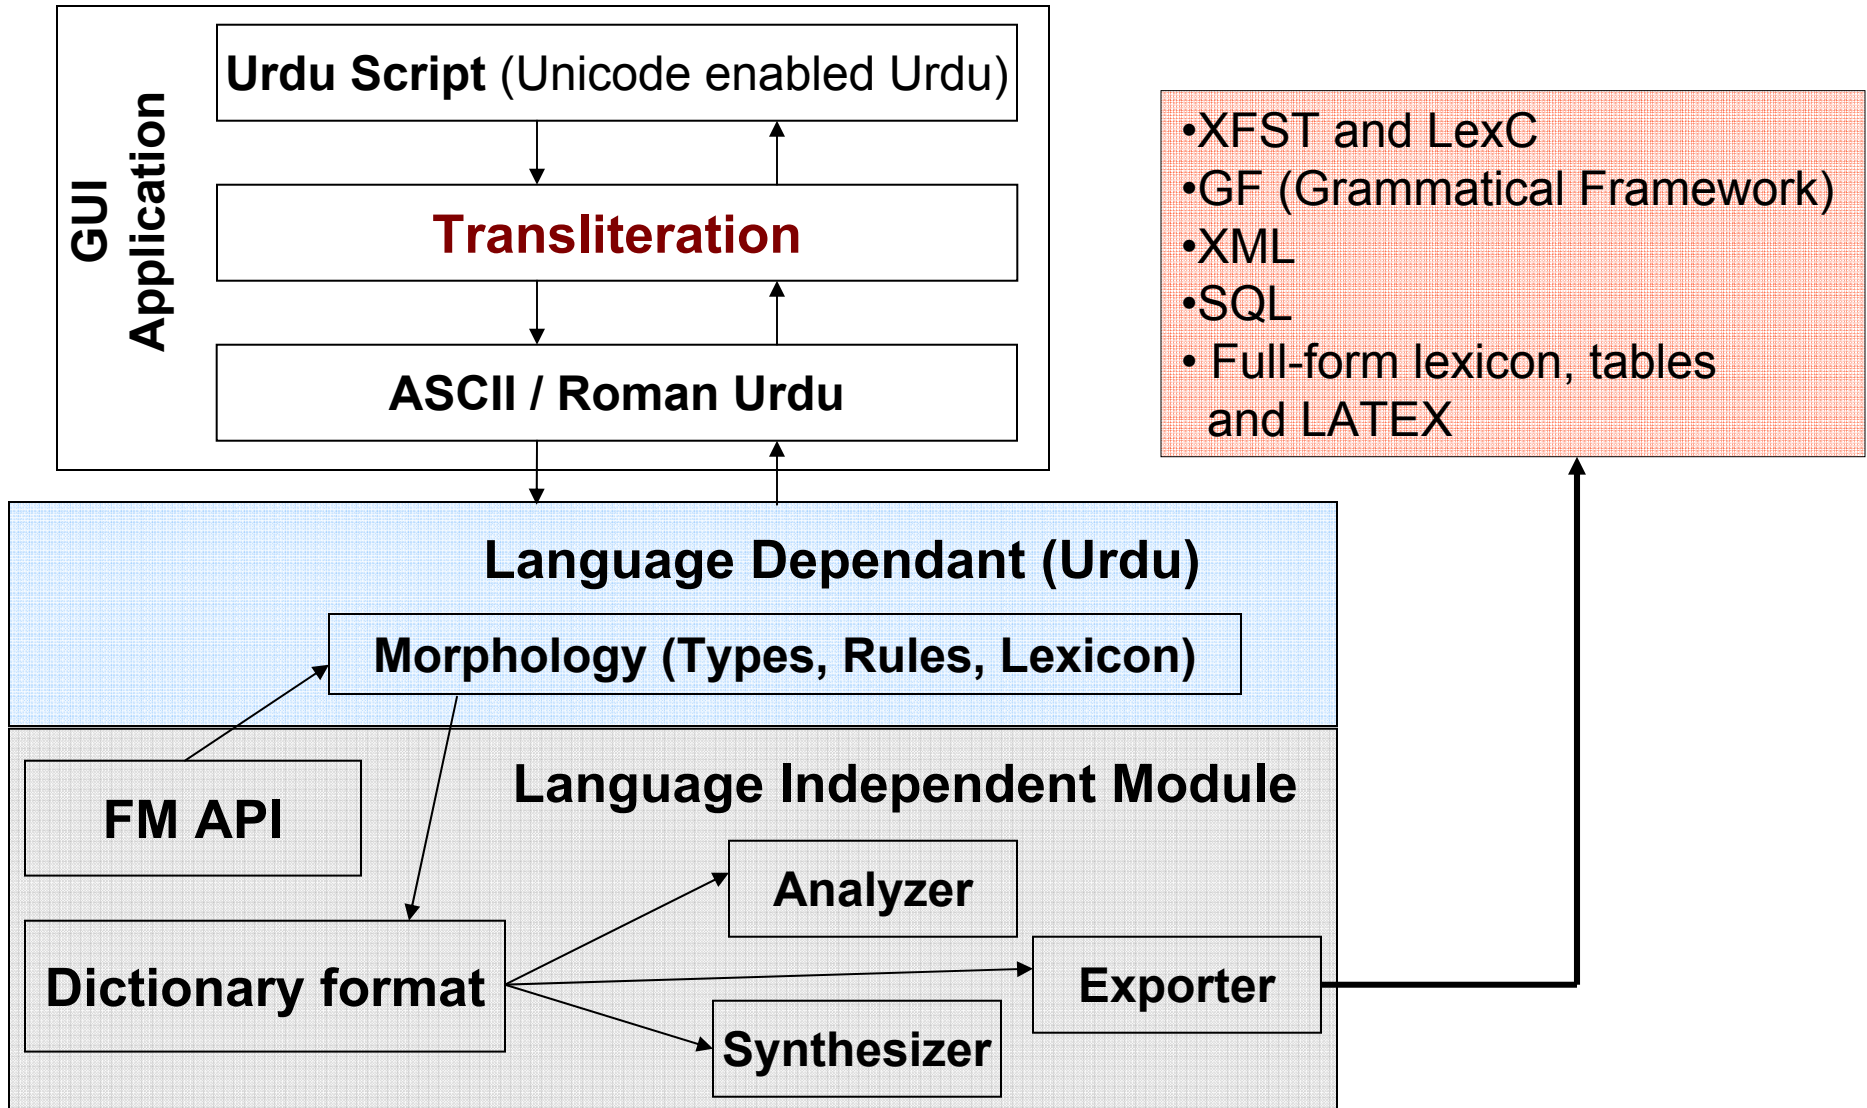 GUI
Application
Urdu Script (Unicode enabled Urdu)
Transliteration
ASCII / Roman Urdu
•XFST and LexC
•GF (Grammatical Framework)
•XML
•SQL
• Full-form lexicon, tables
and LATEX
Language Dependant (Urdu)
Morphology (Types, Rules, Lexicon)
Language Independent Module
FM API
Analyzer
Dictionary format
Exporter
Synthesizer